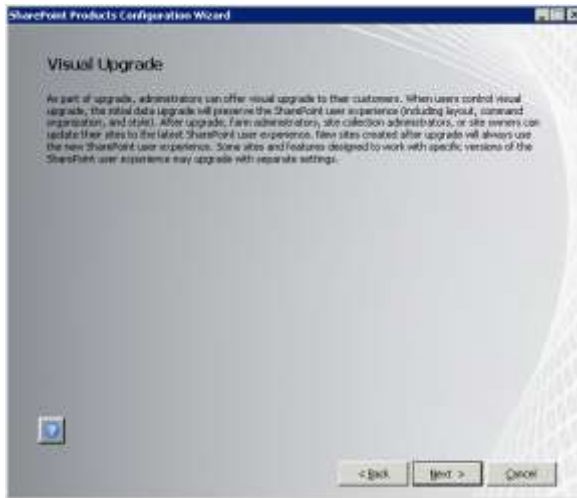 SharePoint Products Configuration Wizard
Visual Upgrade
As part of upgrade, administrators can offer visual upgrade to their customers. When users control visual
upgrade, the initial data upgrade will preserve the SharePoint user experience (including layout, command
organization, and style). After upgrade, farm administrators, site collection administrators, or site owners can
update their sites to the latest SharePoint user experience. New sites created after upgrade will always use
the new SharePoint user experience. Some sites and features designed to work with specific versions of the
SharePoint user experience may upgrade with separate settings.
?
< Back Next > Cancel